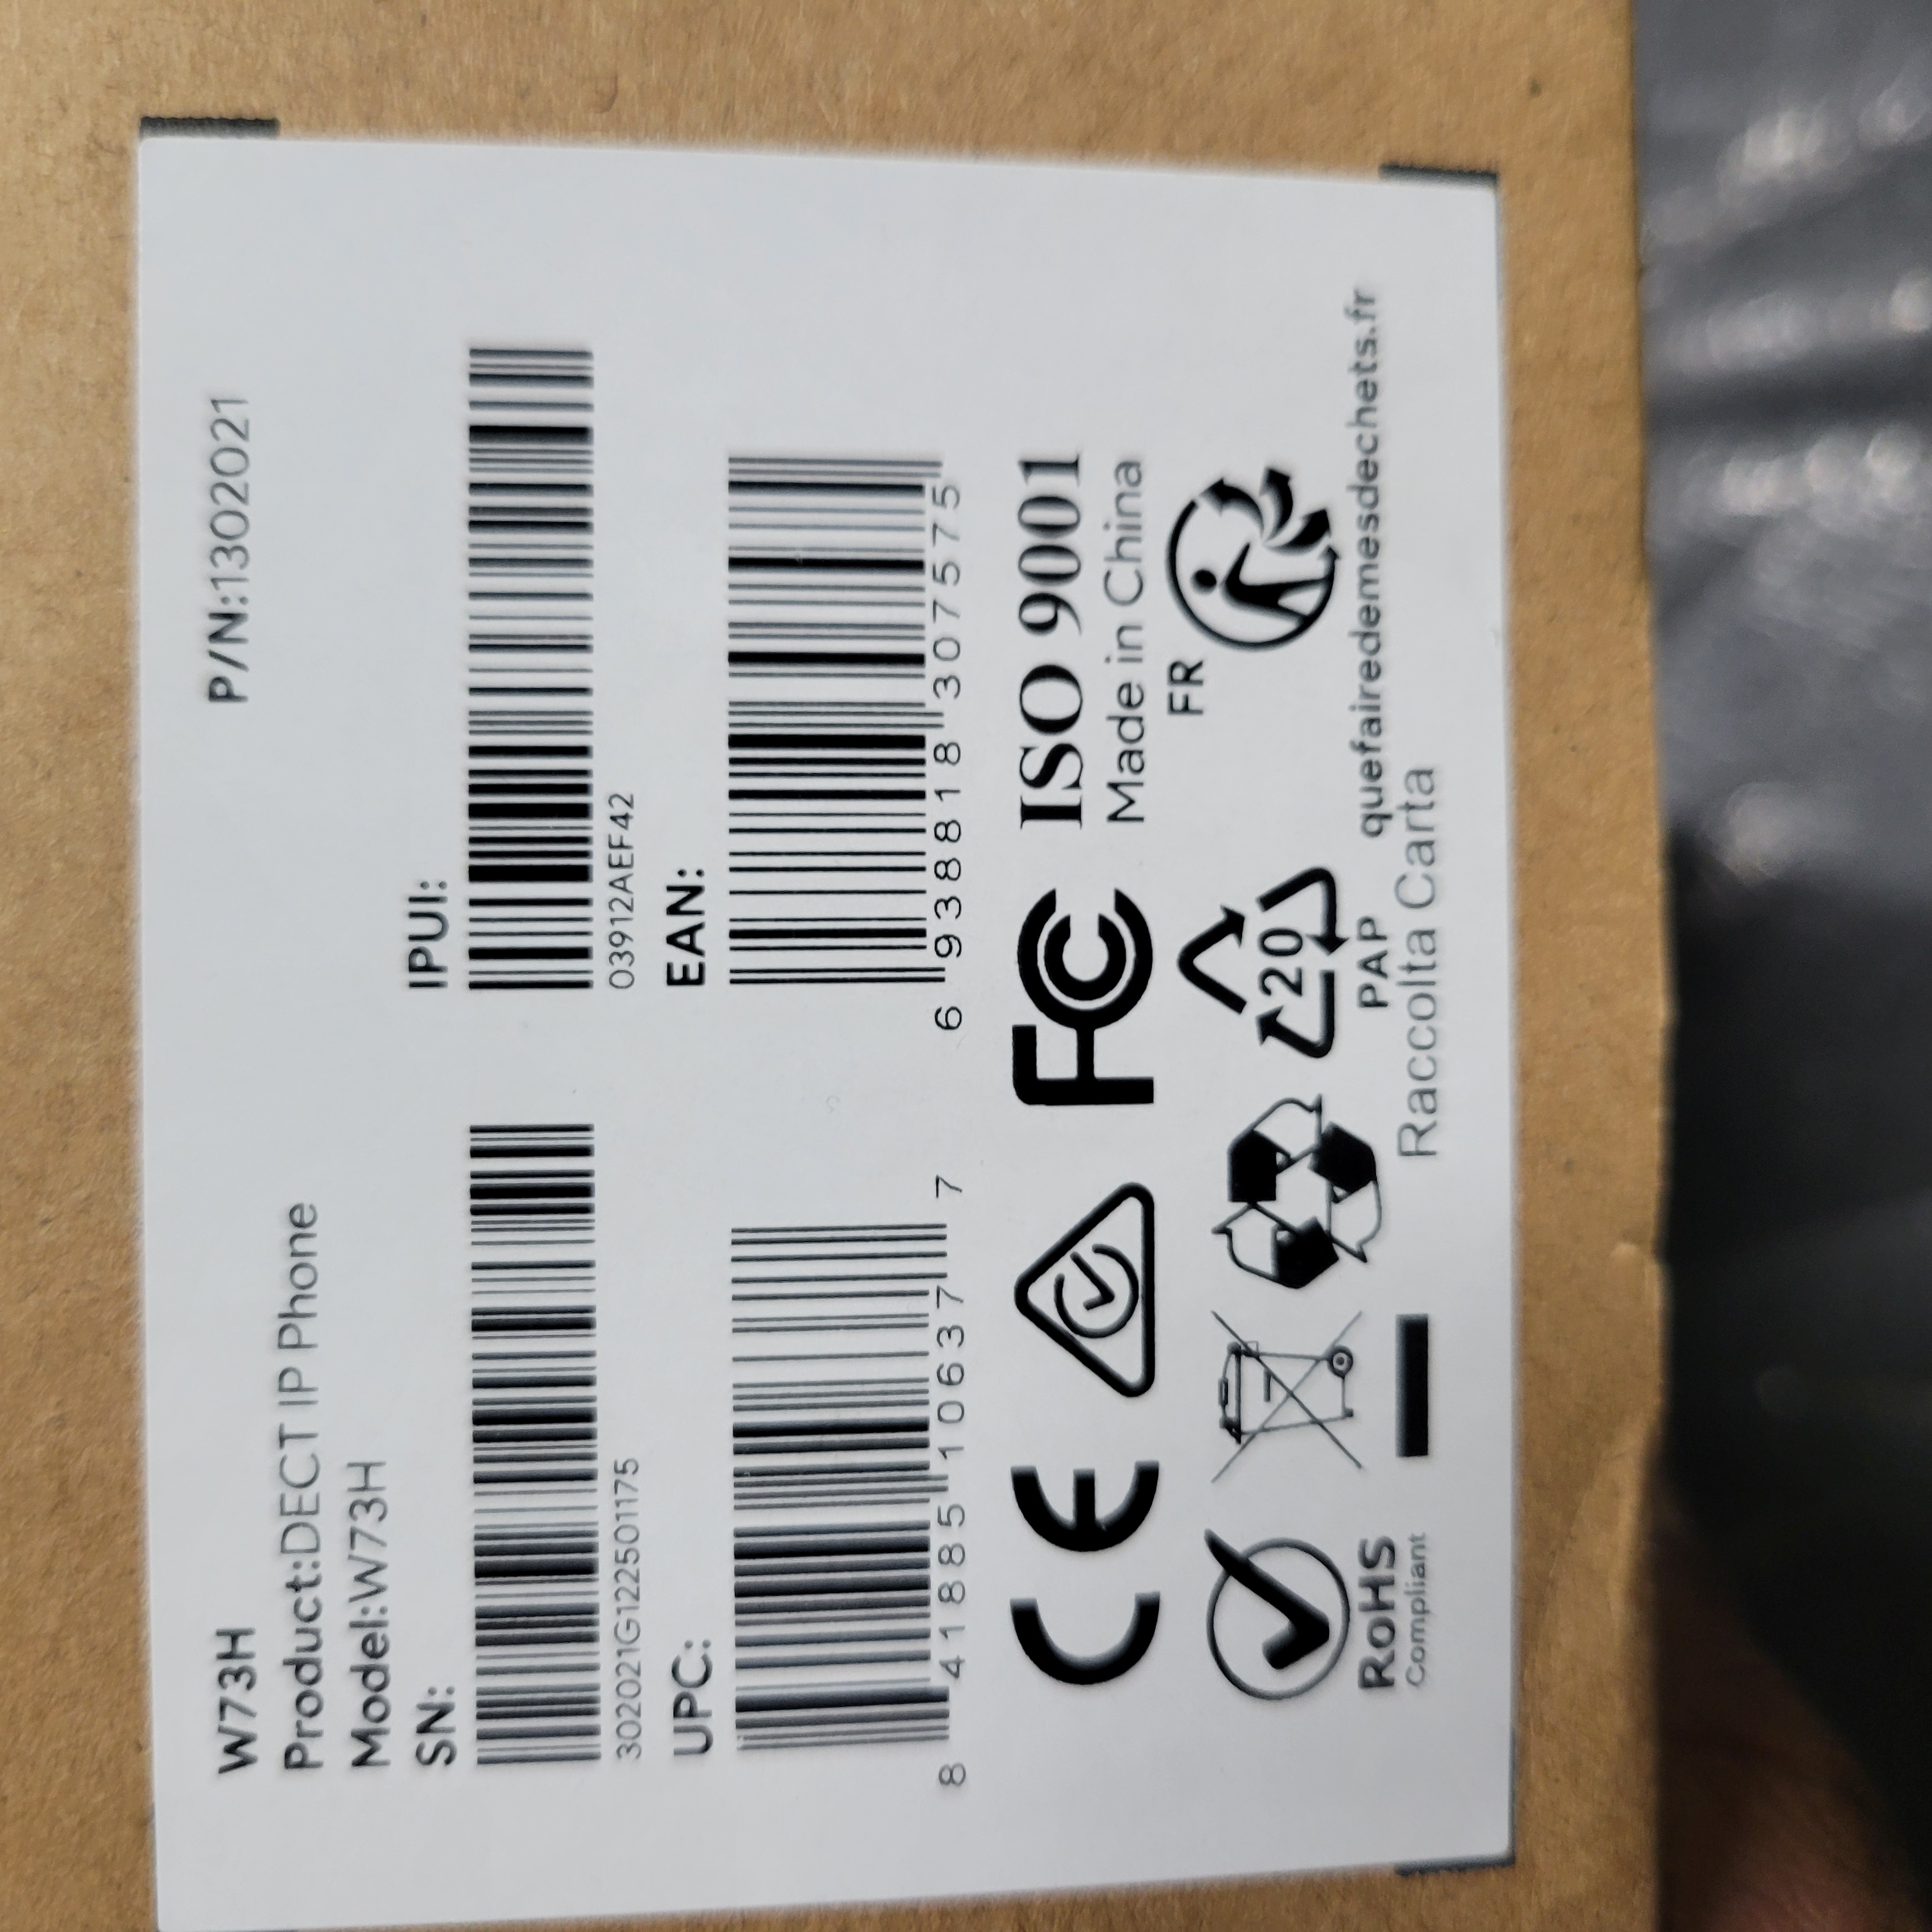 W73H
P/N:1302021
Product:DECT IP Phone
Model:W73H
SN:
302021G122501175
IPUI:
03912AEF42
UPC:
8 41885 10637 7
EAN:
6 938818 307575
CE
FC
ISO 9001
Made in China
RoHS
Compliant
20
PAP
Raccolta Carta
FR
quefairedemesdechets.fr